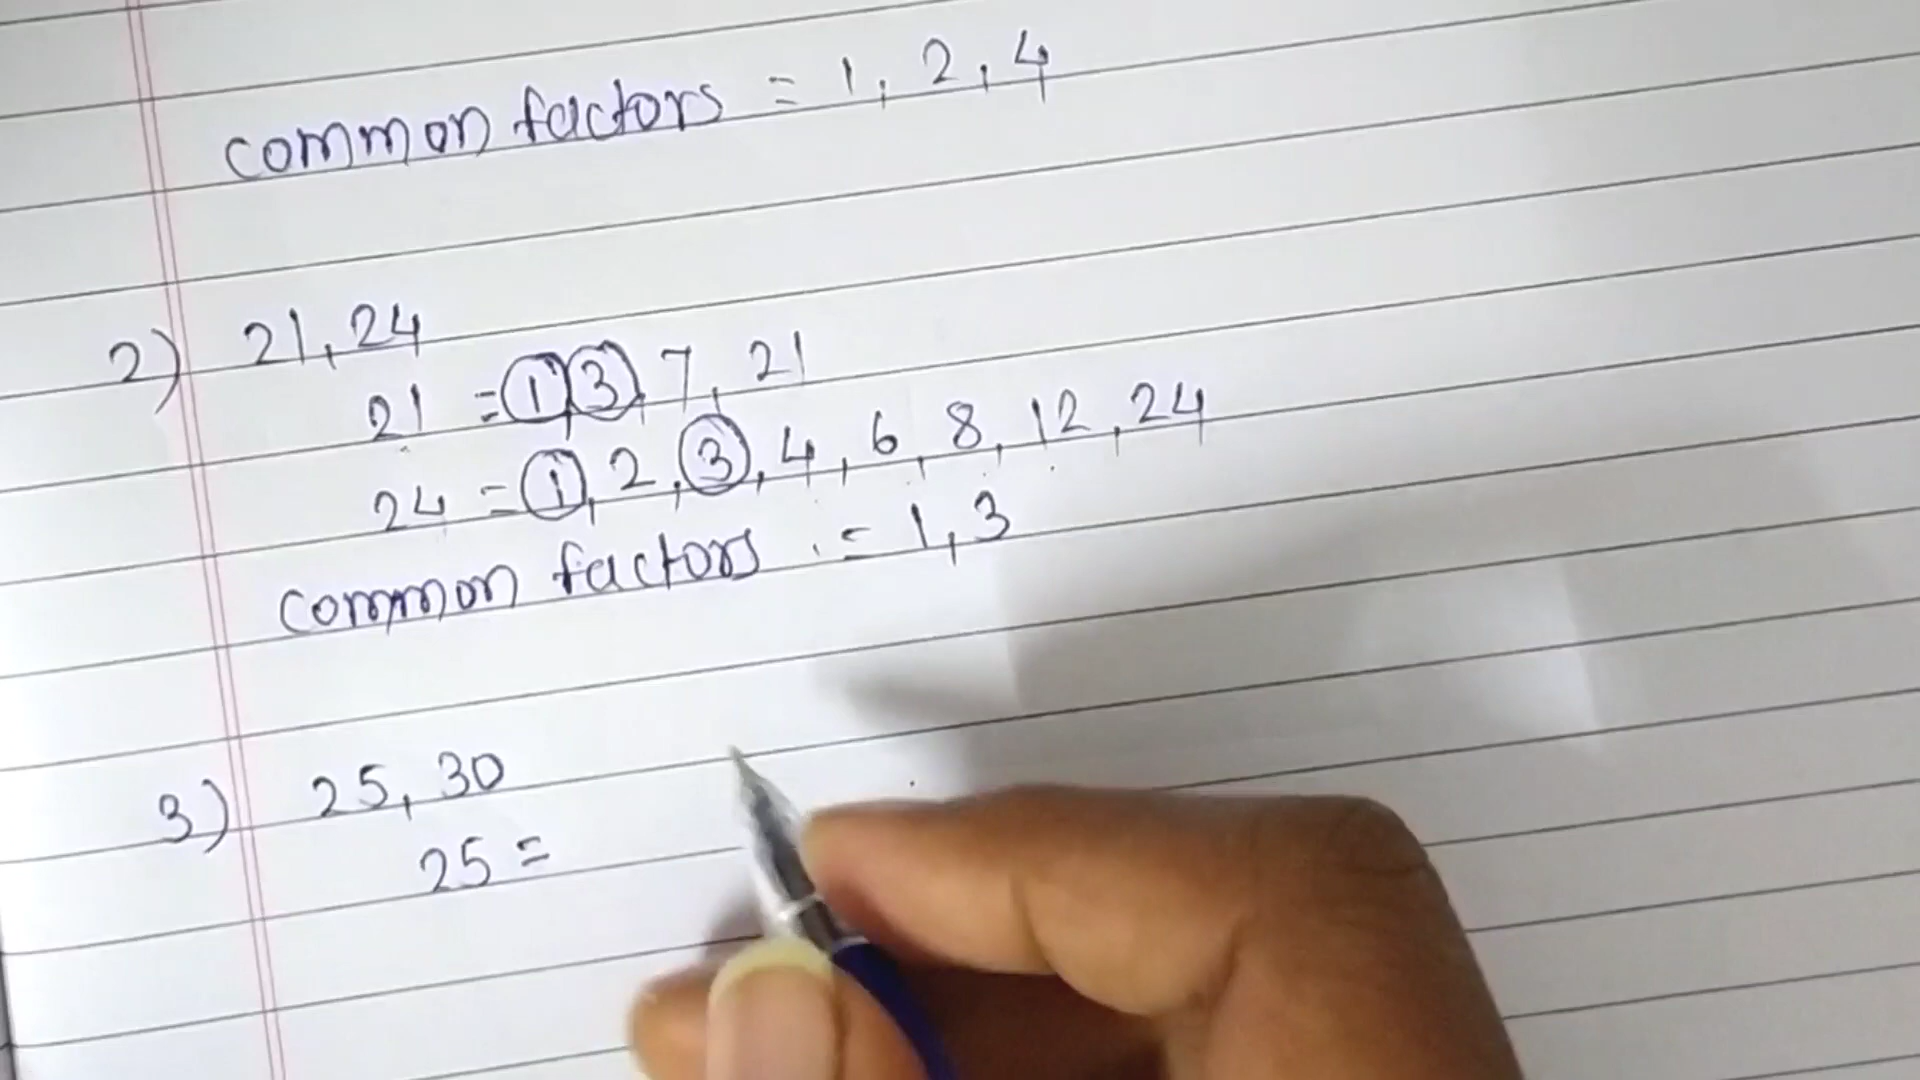 common factors = 1, 2, 4
2) 21, 24
21 = 1, 3, 7, 21
24 = 1, 2, 3, 4, 6, 8, 12, 24
common factors = 1, 3
3) 25, 30
25 =